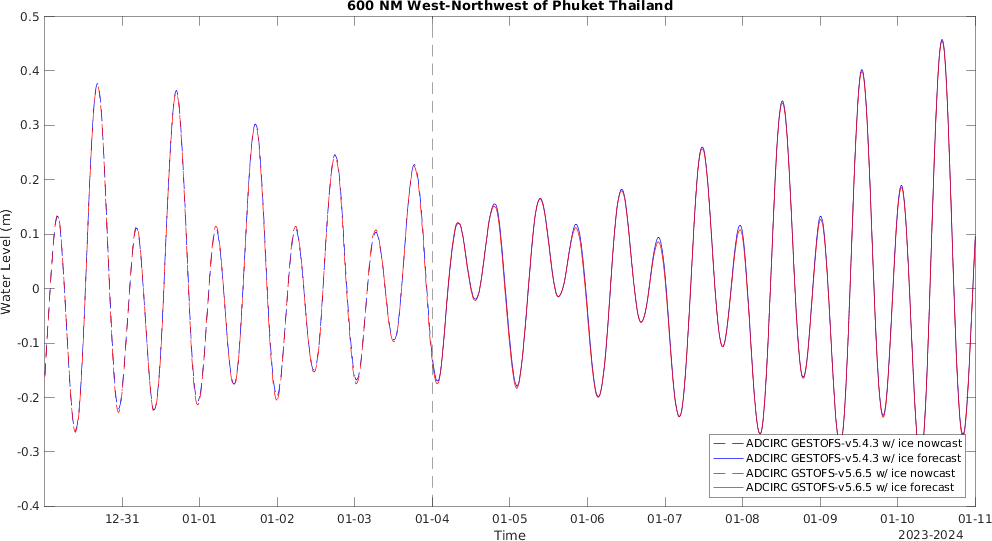 600 NM West-Northwest of Phuket Thailand
0.5
0.4
0.3
0.2
0.1
0
-0.1
-0.2
-0.3
-0.4
Water Level (m)
ADCIRC GESTOFS-v5.4.3 w/ ice nowcast
ADCIRC GESTOFS-v5.4.3 w/ ice forecast
ADCIRC GSTOFS-v5.6.5 w/ ice nowcast
ADCIRC GSTOFS-v5.6.5 w/ ice forecast
12-31 01-01 01-02 01-03 01-04 01-05 01-06 01-07 01-08 01-09 01-10 01-11
Time
2023-2024